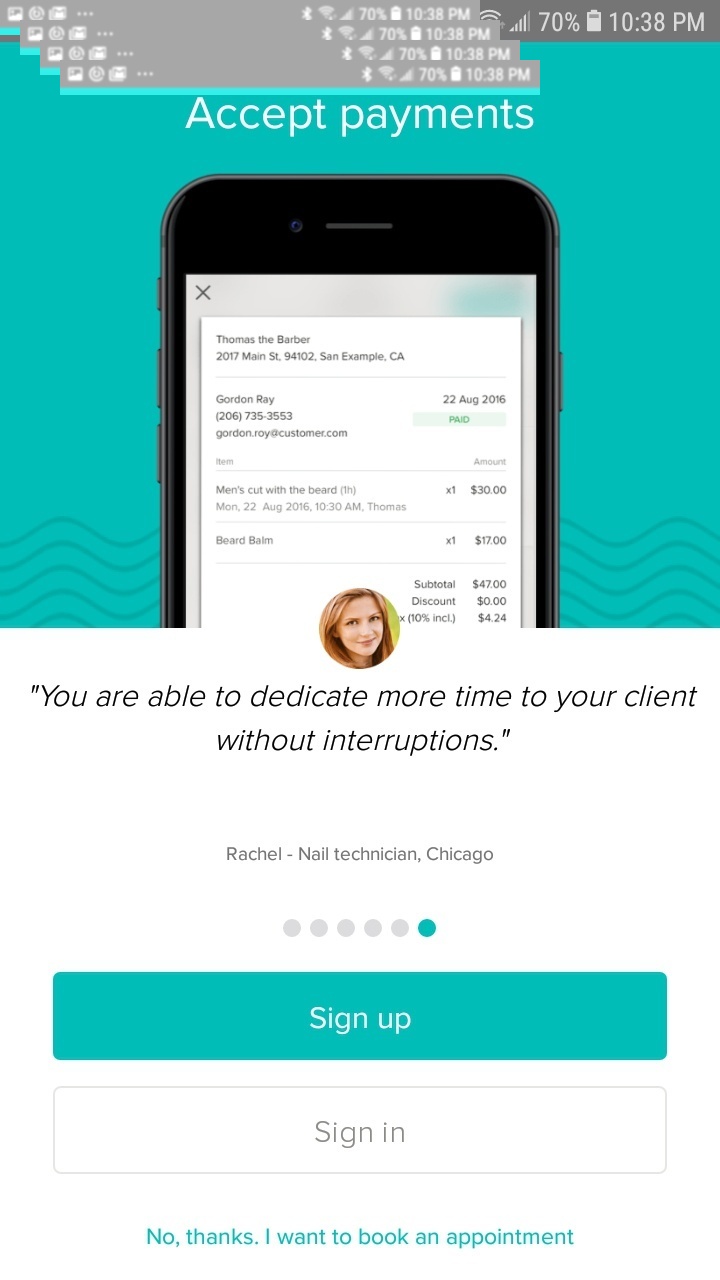 70% 10:38 PM
70% 10:38 PM
70% 10:38 PM
70% 10:38 PM
70% 10:38 PM
Accept payments
Thomas the Barber
2017 Main St, 94102, San Example, CA
Gordon Ray 22 Aug 2016
(206) 735-3553 PAID
gordon.roy@customer.com
Item Amount
Men's cut with the beard (1h) x1 $30.00
Mon, 22 Aug 2016, 10:30 AM, Thomas
Beard Balm x1 $17.00
Subtotal $47.00
Discount $0.00
x (10% incl.) $4.24
"You are able to dedicate more time to your client
without interruptions."
Rachel - Nail technician, Chicago
Sign up
Sign in
No, thanks. I want to book an appointment